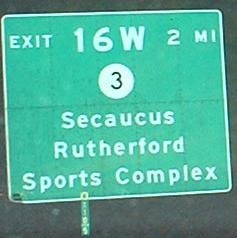 EXIT 16W 2 MI
3
Secaucus
Rutherford
Sports Complex